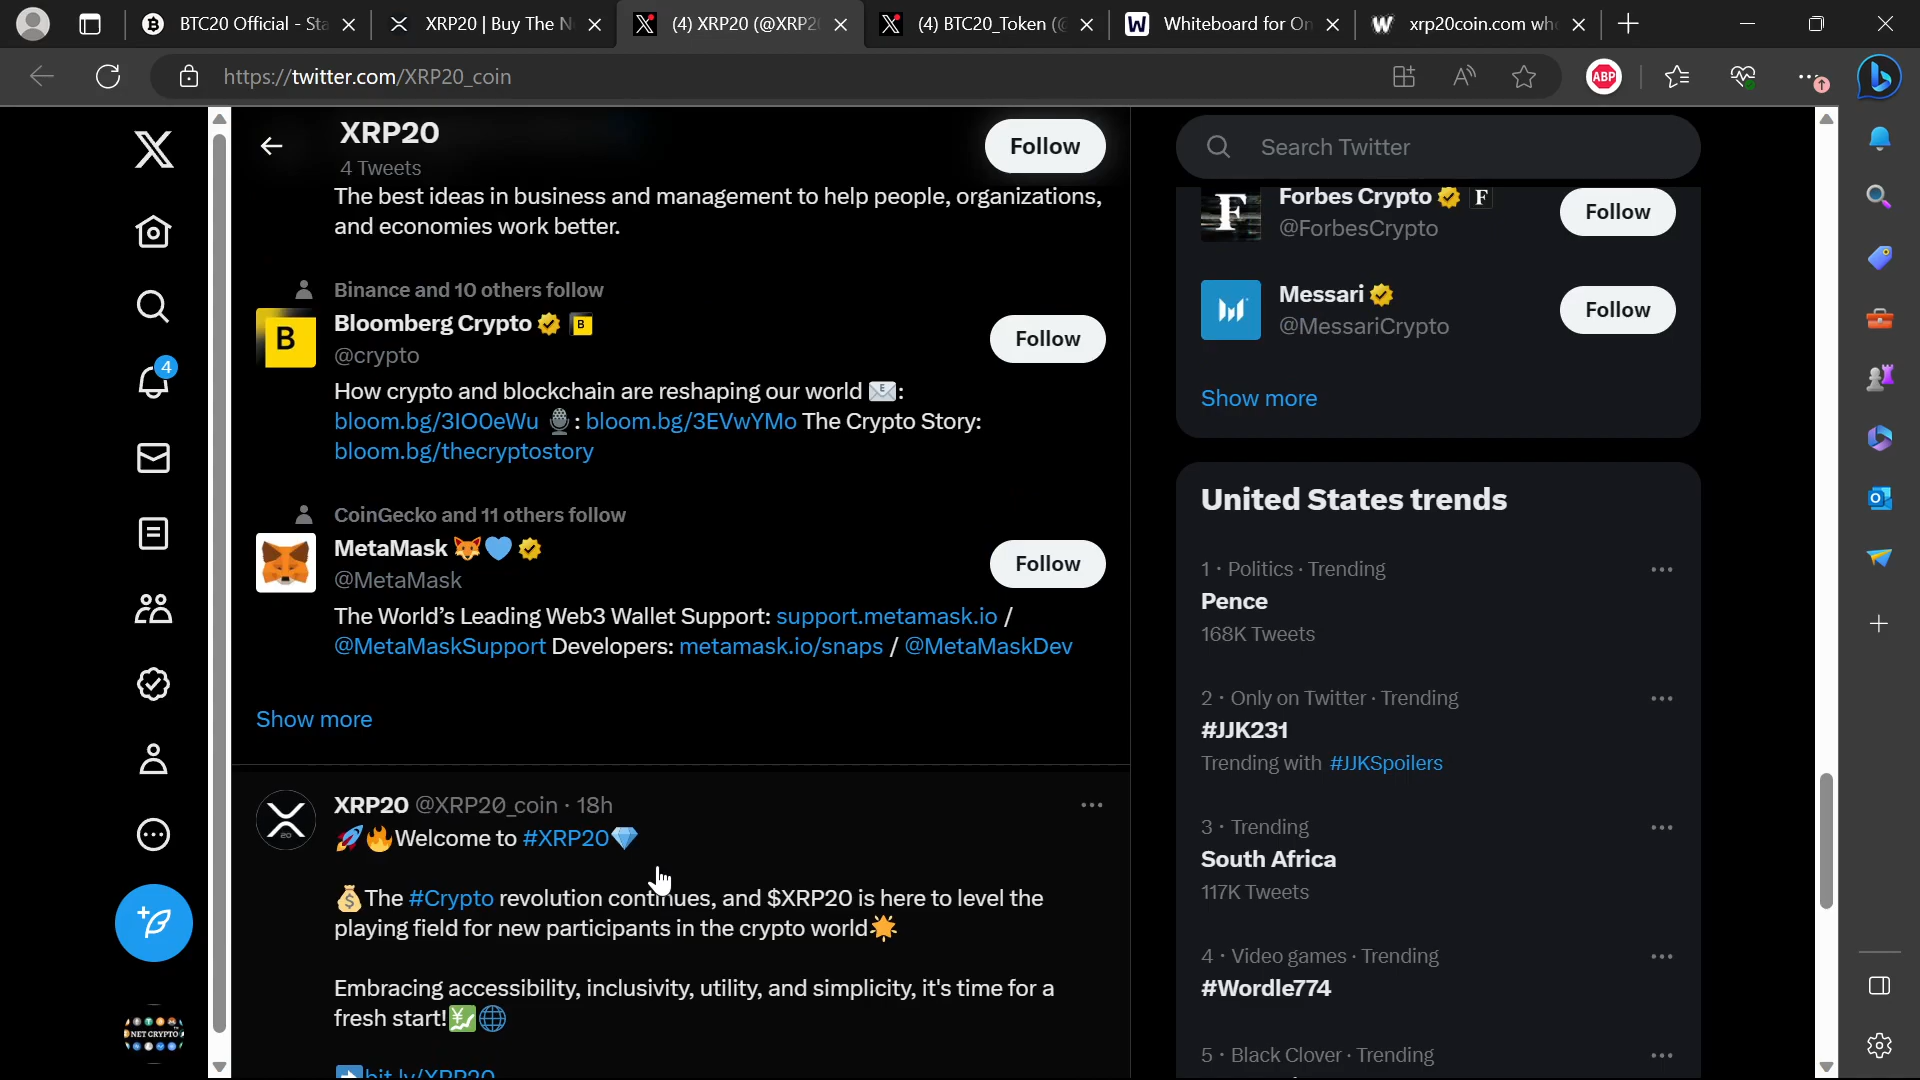 BTC20 Official - Sta
XRP20 | Buy The N
(4) XRP20 (@XRP20
(4) BTC20_Token (@
Whiteboard for On
xrp20coin.com who
https://twitter.com/XRP20_coin
ABP
XRP20
4 Tweets
Follow
The best ideas in business and management to help people, organizations,
and economies work better.
Binance and 10 others follow
Bloomberg Crypto
@crypto
Follow
How crypto and blockchain are reshaping our world 📧:
bloom.bg/3IO0eWu 🎙: bloom.bg/3EVwYMo The Crypto Story:
bloom.bg/thecryptostory
CoinGecko and 11 others follow
MetaMask 🦊💙
@MetaMask
Follow
The World's Leading Web3 Wallet Support: support.metamask.io /
@MetaMaskSupport Developers: metamask.io/snaps / @MetaMaskDev
Show more
XRP20 @XRP20_coin · 18h
🚀🔥Welcome to #XRP20💎
💰The #Crypto revolution continues, and $XRP20 is here to level the
playing field for new participants in the crypto world🌟
Embracing accessibility, inclusivity, utility, and simplicity, it's time for a
fresh start!💹🌐
➡bit.ly/XRP20
NET CRYPTO
4
Search Twitter
Forbes Crypto
@ForbesCrypto
Follow
Messari
@MessariCrypto
Follow
Show more
United States trends
1 · Politics · Trending
Pence
168K Tweets
2 · Only on Twitter · Trending
#JJK231
Trending with #JJKSpoilers
3 · Trending
South Africa
117K Tweets
4 · Video games · Trending
#Wordle774
5 · Black Clover · Trending